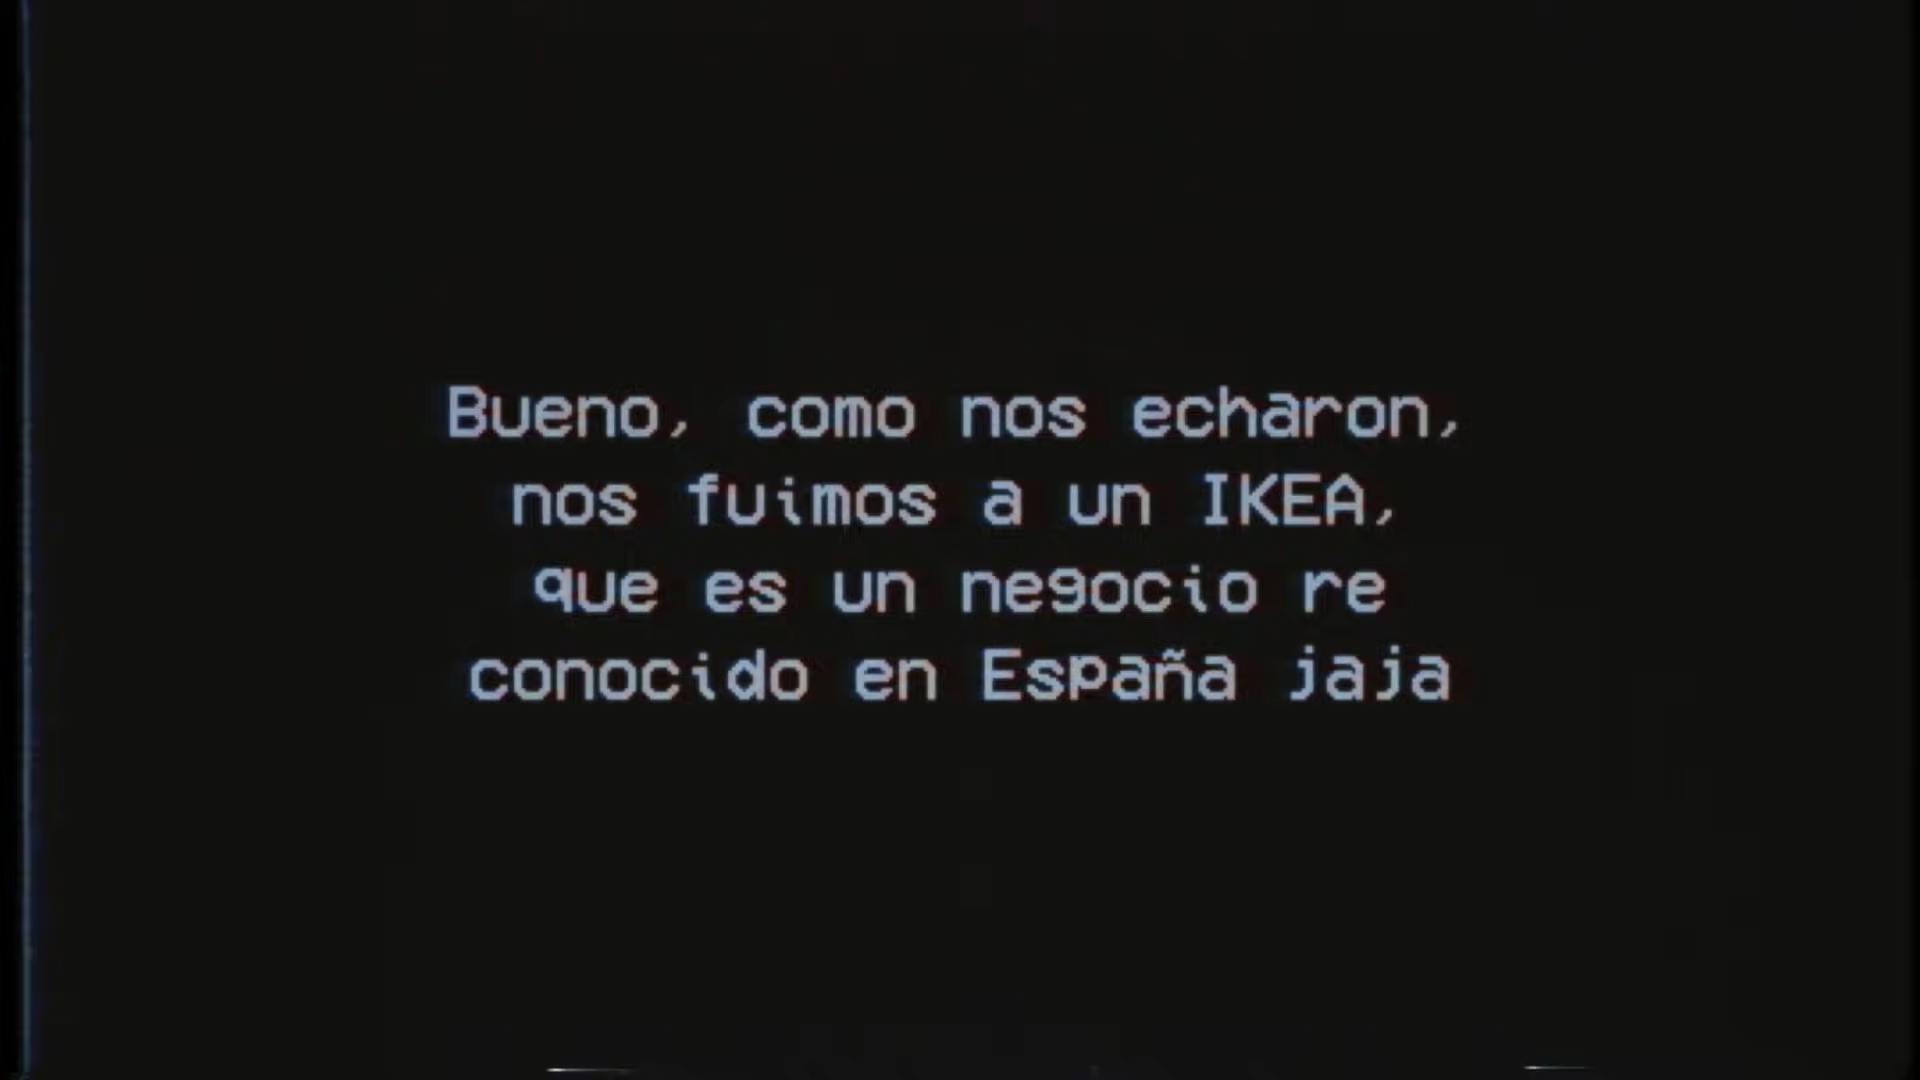 Bueno, como nos echaron,
nos fuimos a un IKEA,
que es un negocio re
conocido en España jaja